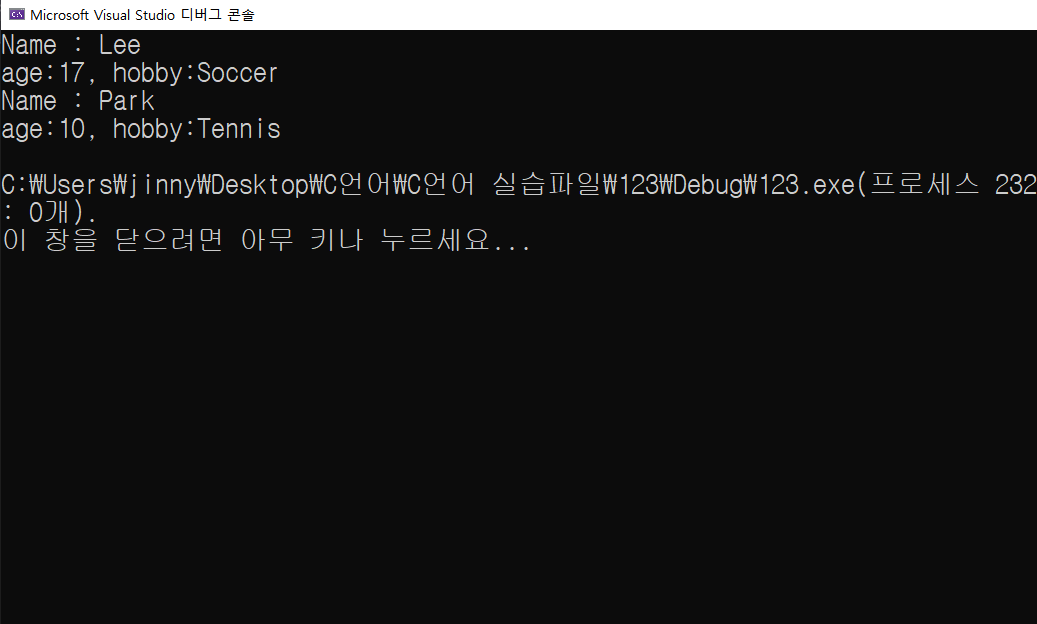 Microsoft Visual Studio 디버그 콘솔
Name : Lee
age:17, hobby:Soccer
Name : Park
age:10, hobby:Tennis
C:₩Users₩jinny₩Desktop₩C언어₩C언어 실습파일₩123₩Debug₩123.exe(프로세스 232
: 0개).
이 창을 닫으려면 아무 키나 누르세요...